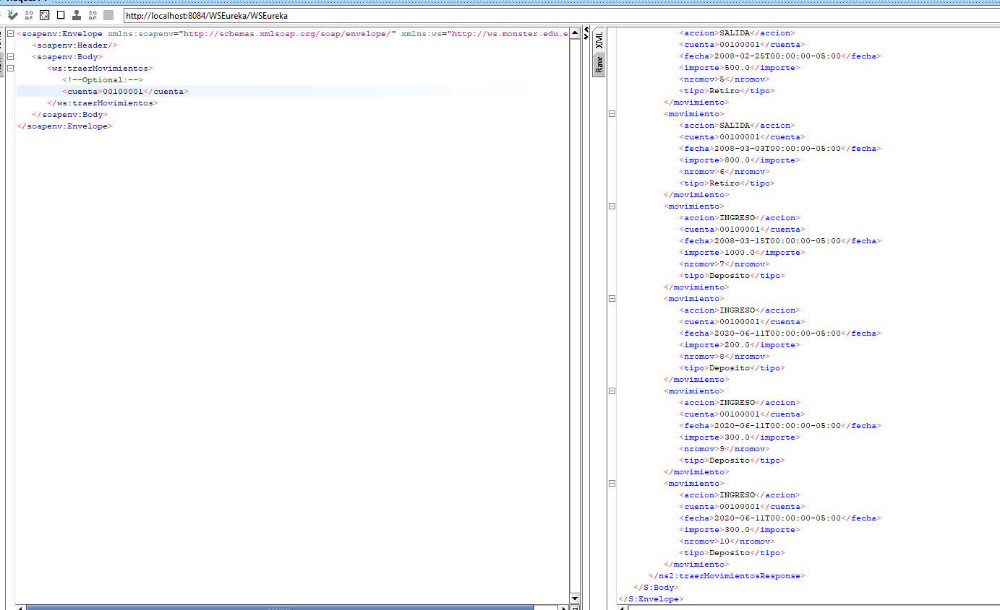 http://localhost:8084/WSEureka/WSEureka
<soapenv:Envelope xmlns:soapenv="http://schemas.xmlsoap.org/soap/envelope/" xmlns:ws="http://ws.monster.edu.e
<soapenv:Header/>
<soapenv:Body>
<ws:traerMovimientos>
<!--Optional:-->
<cuenta>00100001</cuenta>
</ws:traerMovimientos>
</soapenv:Body>
</soapenv:Envelope>
XML
Raw
<accion>SALIDA</accion>
<cuenta>00100001</cuenta>
<fecha>2008-02-25T00:00:00-05:00</fecha>
<importe>500.0</importe>
<nromov>5</nromov>
<tipo>Retiro</tipo>
</movimiento>
<movimiento>
<accion>SALIDA</accion>
<cuenta>00100001</cuenta>
<fecha>2008-03-03T00:00:00-05:00</fecha>
<importe>800.0</importe>
<nromov>6</nromov>
<tipo>Retiro</tipo>
</movimiento>
<movimiento>
<accion>INGRESO</accion>
<cuenta>00100001</cuenta>
<fecha>2008-03-15T00:00:00-05:00</fecha>
<importe>1000.0</importe>
<nromov>7</nromov>
<tipo>Deposito</tipo>
</movimiento>
<movimiento>
<accion>INGRESO</accion>
<cuenta>00100001</cuenta>
<fecha>2020-06-11T00:00:00-05:00</fecha>
<importe>200.0</importe>
<nromov>8</nromov>
<tipo>Deposito</tipo>
</movimiento>
<movimiento>
<accion>INGRESO</accion>
<cuenta>00100001</cuenta>
<fecha>2020-06-11T00:00:00-05:00</fecha>
<importe>300.0</importe>
<nromov>9</nromov>
<tipo>Deposito</tipo>
</movimiento>
<movimiento>
<accion>INGRESO</accion>
<cuenta>00100001</cuenta>
<fecha>2020-06-11T00:00:00-05:00</fecha>
<importe>300.0</importe>
<nromov>10</nromov>
<tipo>Deposito</tipo>
</movimiento>
</ns2:traerMovimientosResponse>
</S:Body>
</S:Envelope>